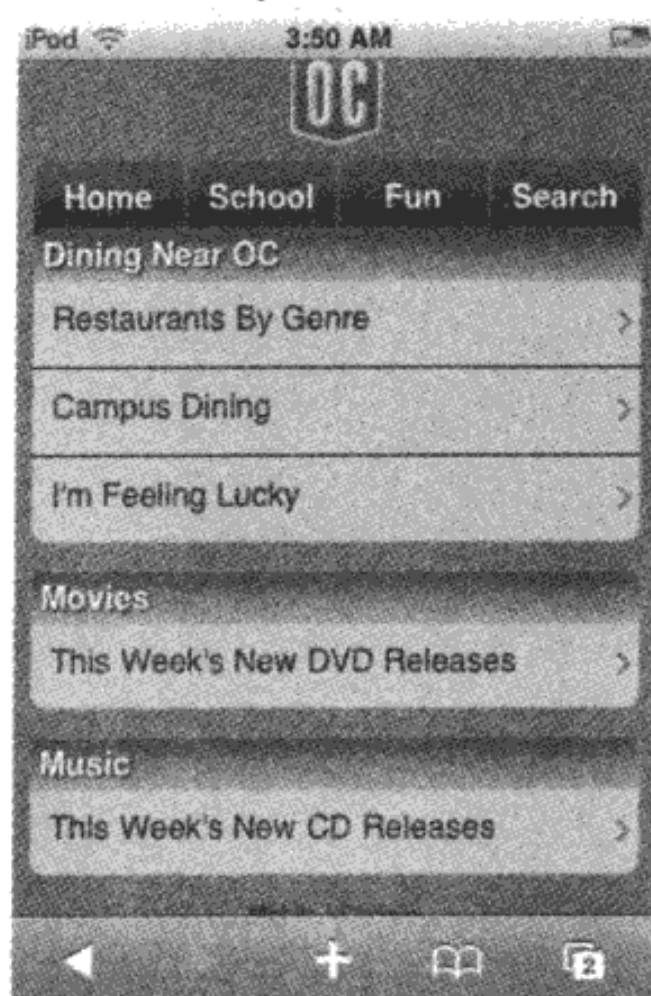 iPod 3:50 AM
OC
Home School Fun Search
Dining Near OC
Restaurants By Genre
Campus Dining
I'm Feeling Lucky
Movies
This Week's New DVD Releases
Music
This Week's New CD Releases
2